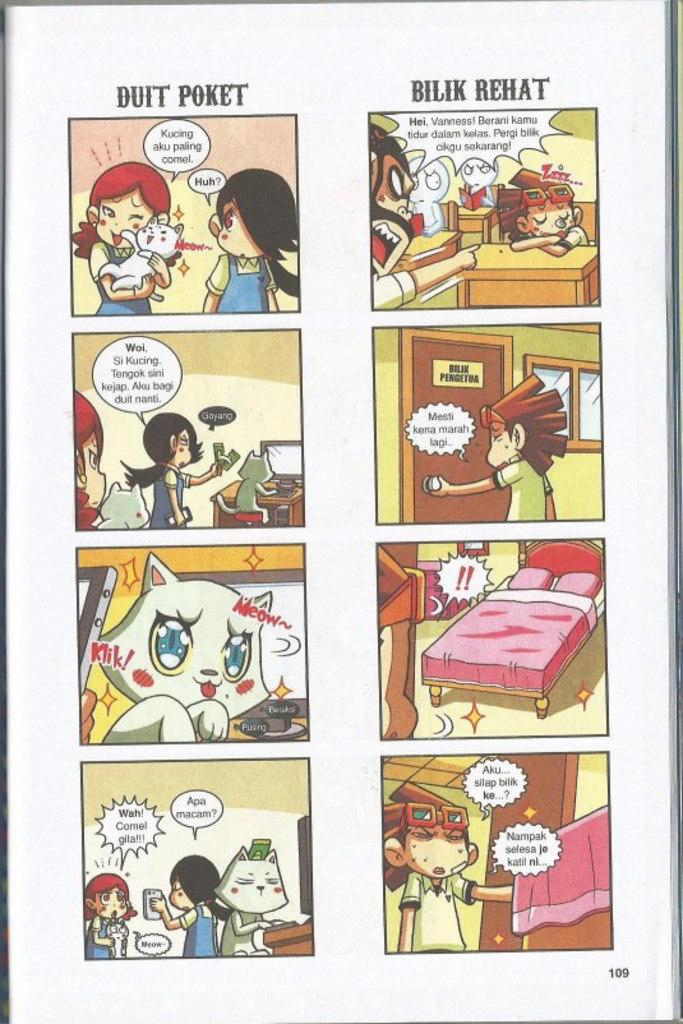 DUIT POKET
Kucing
aku paling
comel.
Huh?
Meow~
Woi,
Si Kucing.
Tengok sini
kejap. Aku bagi
duit nanti.
Goyang
Meow~
Klik!
Beraksi
Pusing
Wah!
Comel
gila!!!
Apa
macam?
Meow~
BILIK REHAT
Hei, Vanness! Berani kamu
tidur dalam kelas. Pergi bilik
cikgu sekarang!
Zzzz...
BILIK
PENGETUA
Mesti
kena marah
lagi..
!!
Aku...
silap bilik
ke...?
Nampak
selesa je
katil ni...
109